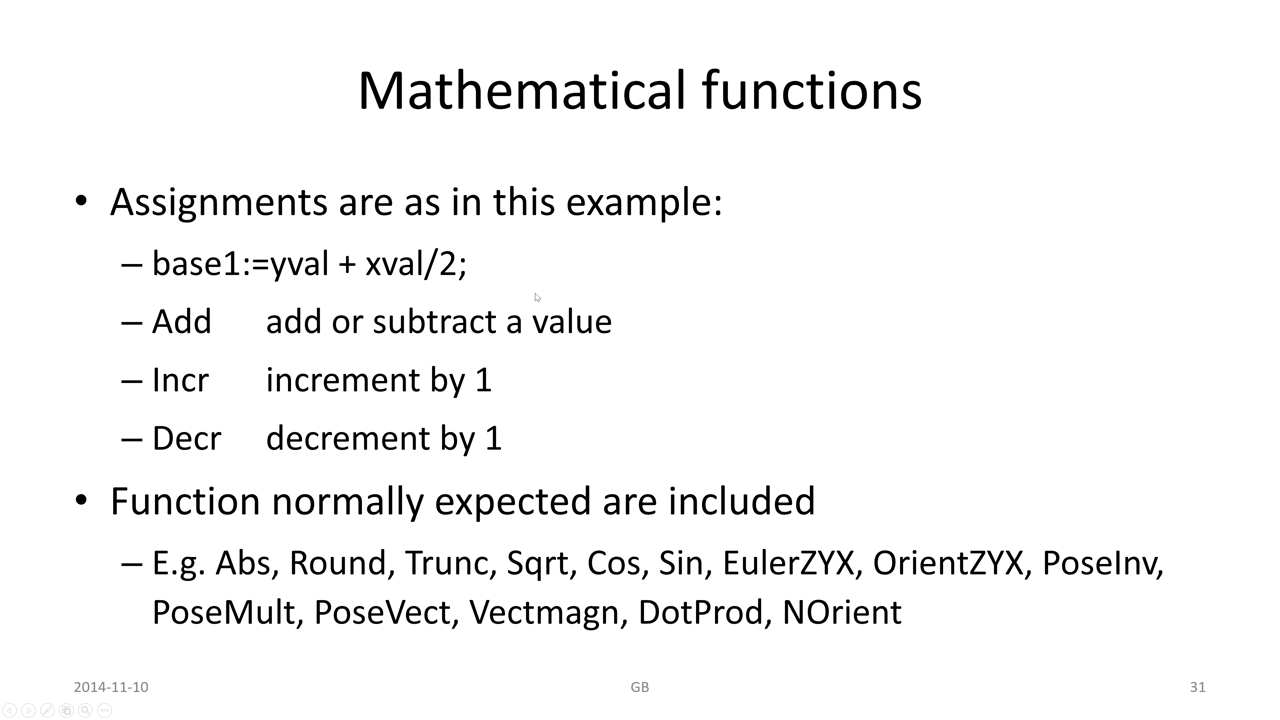 Mathematical functions
• Assignments are as in this example:
– base1:=yval + xval/2;
– Add add or subtract a value
– Incr increment by 1
– Decr decrement by 1
• Function normally expected are included
– E.g. Abs, Round, Trunc, Sqrt, Cos, Sin, EulerZYX, OrientZYX, PoseInv,
PoseMult, PoseVect, Vectmagn, DotProd, NOrient
2014-11-10 GB 31